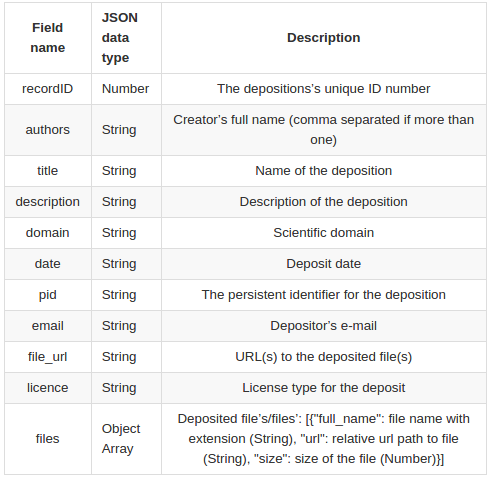 Field name
JSON data type
Description
recordID Number The depositions's unique ID number
authors String Creator's full name (comma separated if more than
one)
title String Name of the deposition
description String Description of the deposition
domain String Scientific domain
date String Deposit date
pid String The persistent identifier for the deposition
email String Depositor's e-mail
file_url String URL(s) to the deposited file(s)
licence String License type for the deposit
files Object Array
Deposited file's/files': [{"full_name": file name with
extension (String), "url": relative url path to file
(String), "size": size of the file (Number)}]